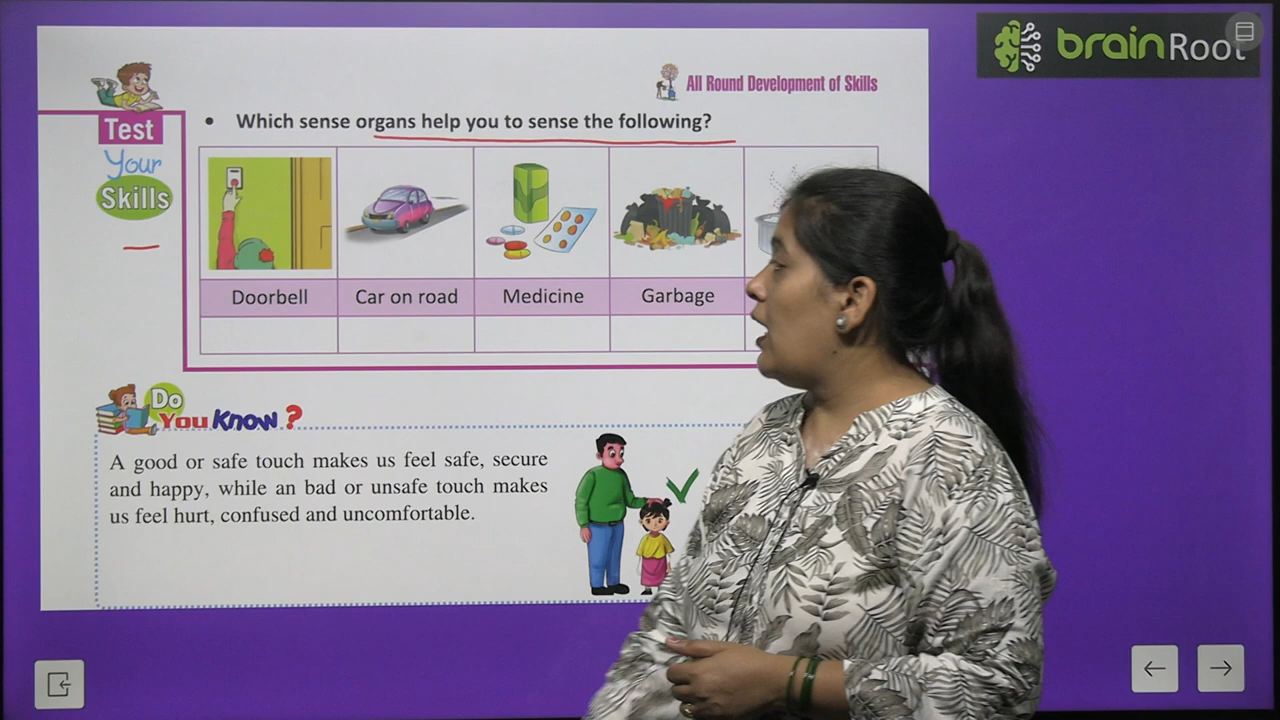 brainRoot
All Round Development of Skills
Test
Your
Skills
• Which sense organs help you to sense the following?
Doorbell
Car on road
Medicine
Garbage
Do
You Know ?
A good or safe touch makes us feel safe, secure
and happy, while an bad or unsafe touch makes
us feel hurt, confused and uncomfortable.